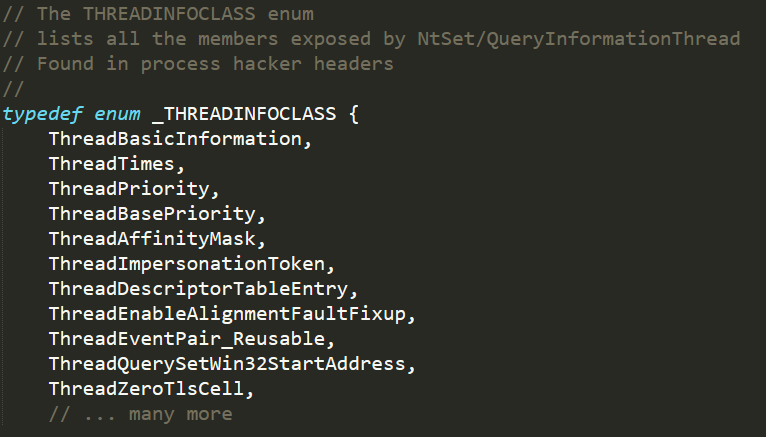 // The THREADINFOCLASS enum
// lists all the members exposed by NtSet/QueryInformationThread
// Found in process hacker headers
//
typedef enum _THREADINFOCLASS {
    ThreadBasicInformation,
    ThreadTimes,
    ThreadPriority,
    ThreadBasePriority,
    ThreadAffinityMask,
    ThreadImpersonationToken,
    ThreadDescriptorTableEntry,
    ThreadEnableAlignmentFaultFixup,
    ThreadEventPair_Reusable,
    ThreadQuerySetWin32StartAddress,
    ThreadZeroTlsCell,
    // ... many more